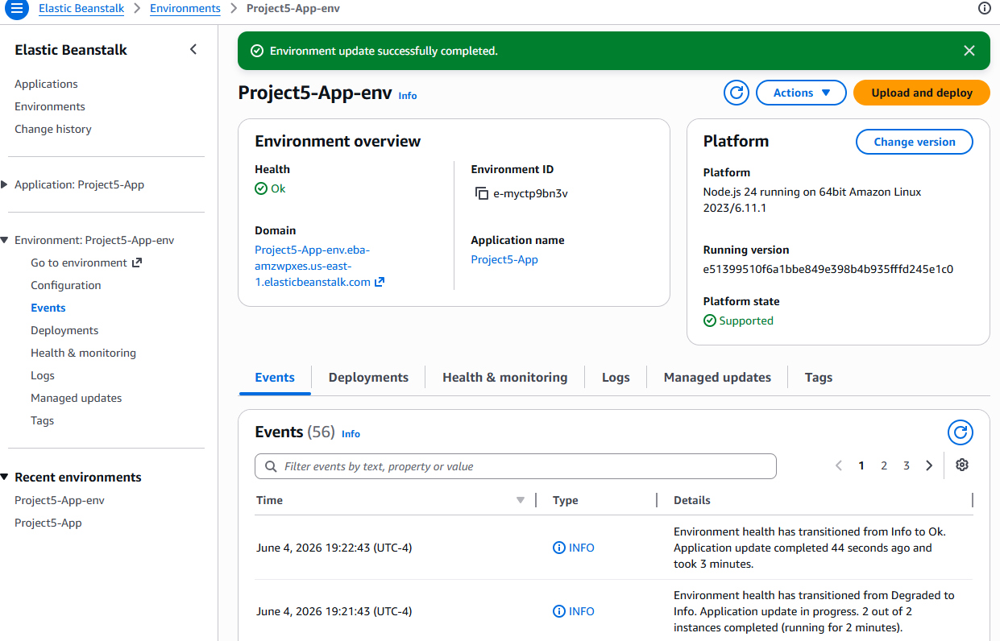 Elastic Beanstalk > Environments > Project5-App-env
Elastic Beanstalk
Applications
Environments
Change history
Application: Project5-App
Environment: Project5-App-env
Go to environment
Configuration
Events
Deployments
Health & monitoring
Logs
Managed updates
Tags
Recent environments
Project5-App-env
Project5-App
Environment update successfully completed.
Project5-App-env Info
Actions
Upload and deploy
Environment overview
Health
Ok
Domain
Project5-App-env.eba-
amzwpxes.us-east-
1.elasticbeanstalk.com
Environment ID
e-myctp9bn3v
Application name
Project5-App
Platform
Change version
Platform
Node.js 24 running on 64bit Amazon Linux
2023/6.11.1
Running version
e51399510f6a1bbe849e398b4b935fffd245e1c0
Platform state
Supported
Events Deployments Health & monitoring Logs Managed updates Tags
Events (56) Info
Filter events by text, property or value
1 2 3
Time Type Details
June 4, 2026 19:22:43 (UTC-4) INFO
Environment health has transitioned from Info to Ok.
Application update completed 44 seconds ago and
took 3 minutes.
June 4, 2026 19:21:43 (UTC-4) INFO
Environment health has transitioned from Degraded to
Info. Application update in progress. 2 out of 2
instances completed (running for 2 minutes).